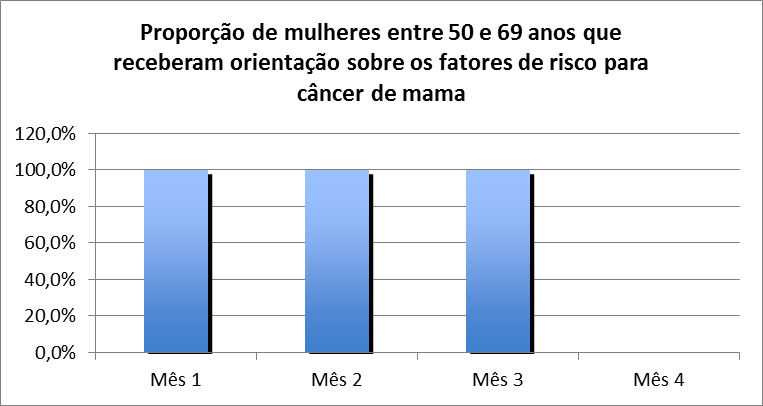 Proporção de mulheres entre 50 e 69 anos que
receberam orientação sobre os fatores de risco para
câncer de mama
120,0%
100,0%
80,0%
60,0%
40,0%
20,0%
0,0%
Mês 1 Mês 2 Mês 3 Mês 4